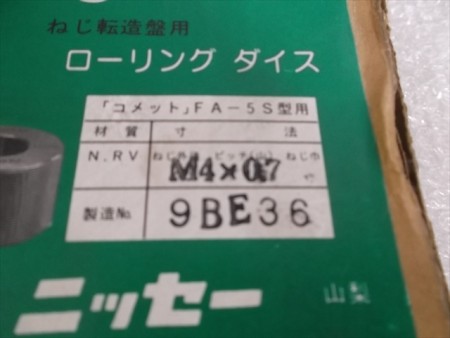 ねじ転造盤用
ローリング ダイス
「コメット」FA-5S型用
材質 寸法
N.RV ねじ外径 ピッチ(山) ねじ巾
M4×0.7
製造No. 9BE36
ニッセー
山梨